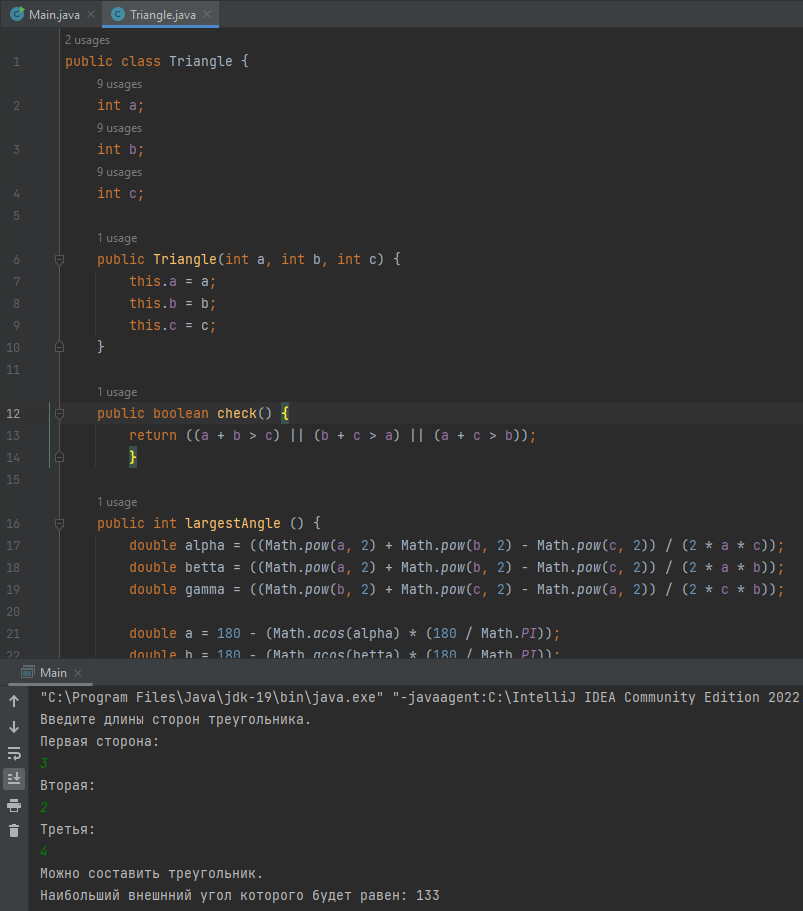 Main.java
Triangle.java
2 usages
1 public class Triangle {
9 usages
2 int a;
9 usages
3 int b;
9 usages
4 int c;
5
1 usage
6 public Triangle(int a, int b, int c) {
7 this.a = a;
8 this.b = b;
9 this.c = c;
10 }
11
1 usage
12 public boolean check() {
13 return ((a + b > c) || (b + c > a) || (a + c > b));
14 }
15
1 usage
16 public int largestAngle () {
17 double alpha = ((Math.pow(a, 2) + Math.pow(b, 2) - Math.pow(c, 2)) / (2 * a * c));
18 double betta = ((Math.pow(a, 2) + Math.pow(b, 2) - Math.pow(c, 2)) / (2 * a * b));
19 double gamma = ((Math.pow(b, 2) + Math.pow(c, 2) - Math.pow(a, 2)) / (2 * c * b));
20
21 double a = 180 - (Math.acos(alpha) * (180 / Math.PI));
22 double b = 180 - (Math.acos(betta) * (180 / Math.PI));
Main
"C:\Program Files\Java\jdk-19\bin\java.exe" "-javaagent:C:\IntelliJ IDEA Community Edition 2022
Введите длины сторон треугольника.
Первая сторона:
3
Вторая:
2
Третья:
4
Можно составить треугольник.
Наибольший внешнний угол которого будет равен: 133